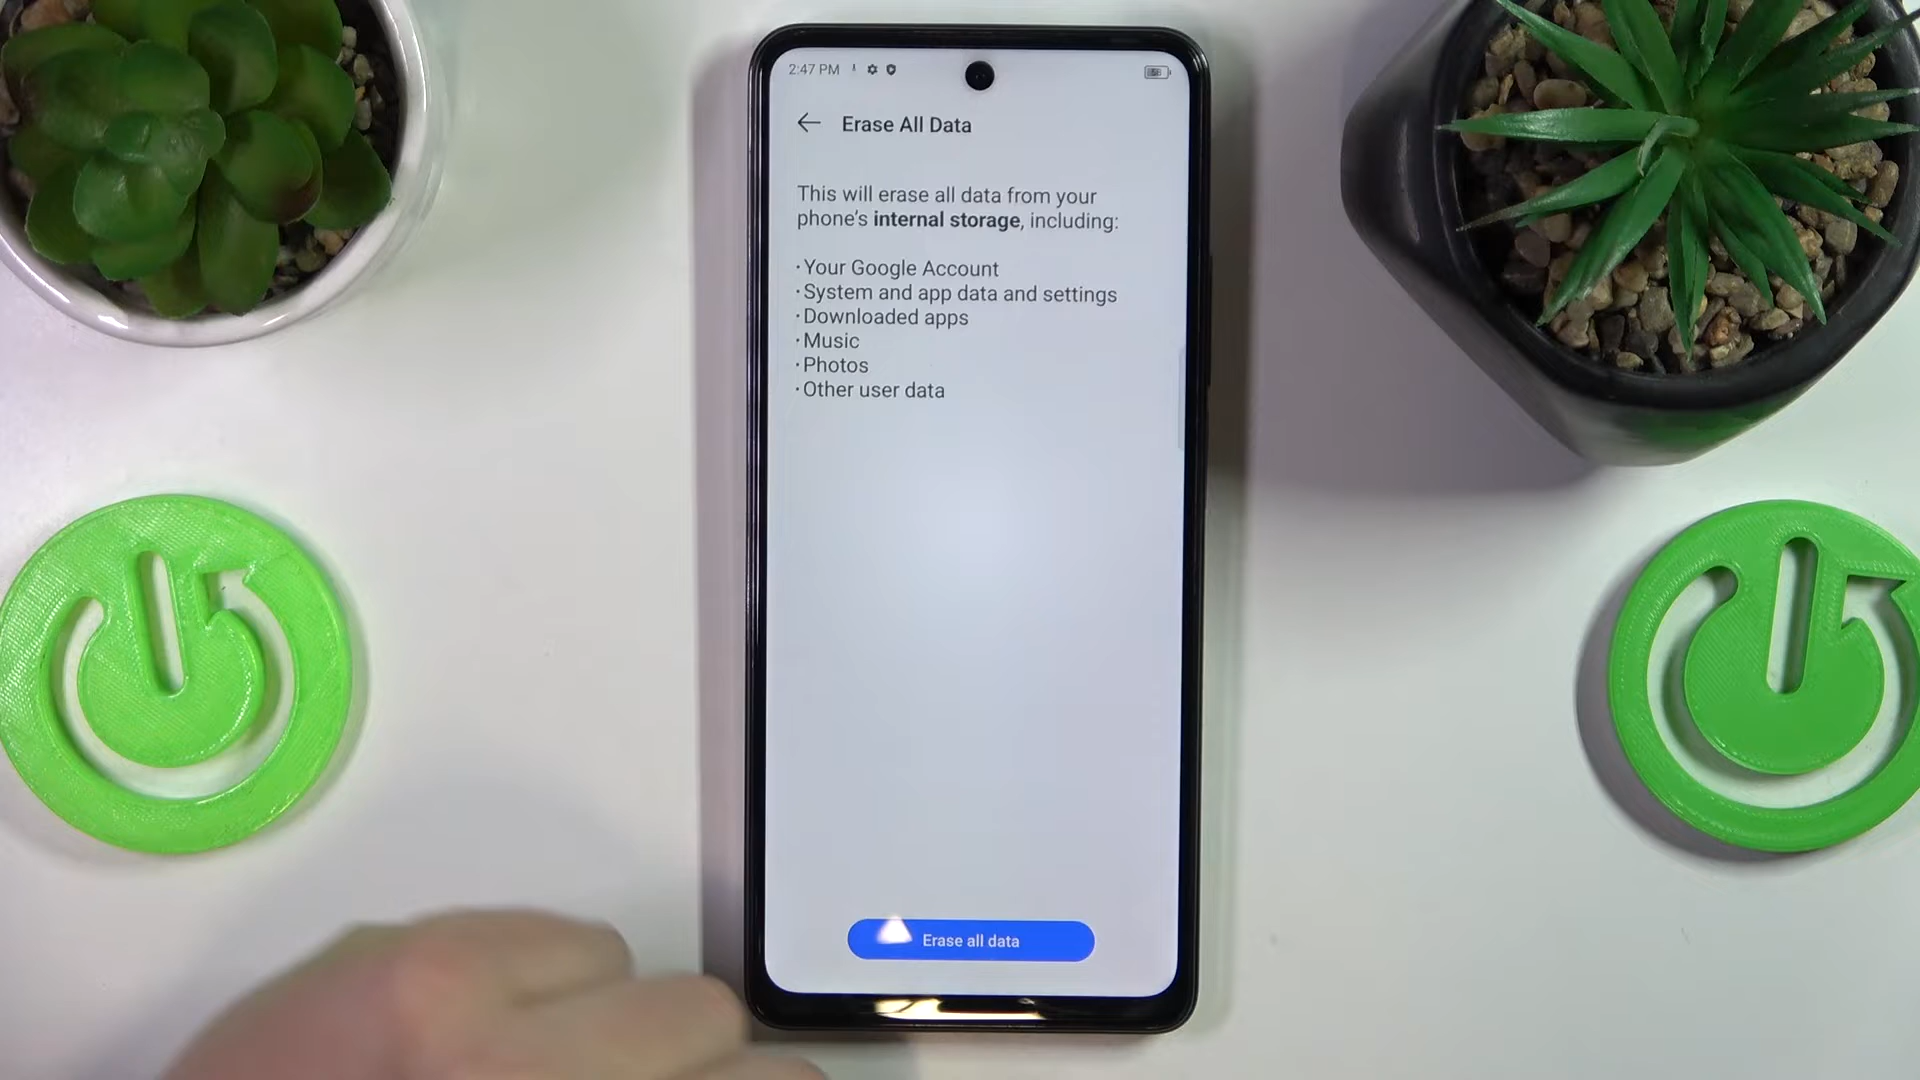 2:47 PM
Erase All Data
This will erase all data from your
phone's internal storage, including:
·Your Google Account
·System and app data and settings
·Downloaded apps
·Music
·Photos
·Other user data
Erase all data